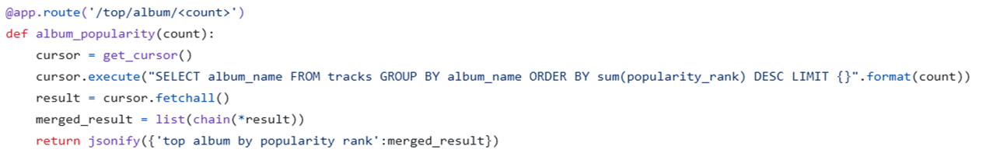 @app.route('/top/album/<count>')
def album_popularity(count):
    cursor = get_cursor()
    cursor.execute("SELECT album_name FROM tracks GROUP BY album_name ORDER BY sum(popularity_rank) DESC LIMIT {}".format(count))
    result = cursor.fetchall()
    merged_result = list(chain(*result))
    return jsonify({'top album by popularity rank':merged_result})